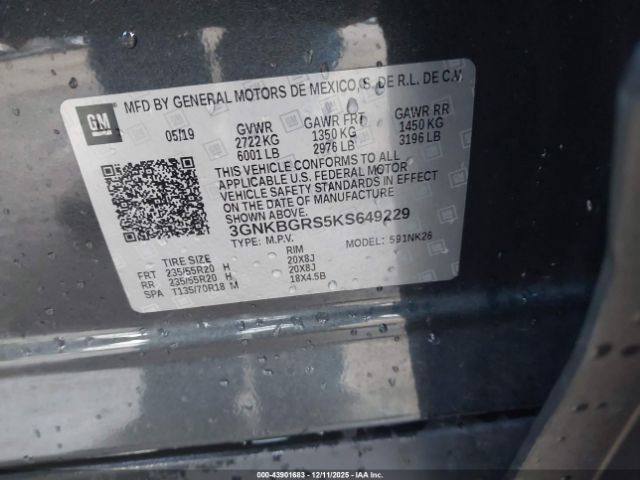 MFD BY GENERAL MOTORS DE MEXICO, S. DE R.L. DE C.V.
GM
05/19 GVWR GAWR FRT GAWR RR
2722 KG 1350 KG 1450 KG
6001 LB 2976 LB 3196 LB
THIS VEHICLE CONFORMS TO ALL
APPLICABLE U.S. FEDERAL MOTOR
VEHICLE SAFETY STANDARDS IN EFFECT
ON THE DATE OF MANUFACTURE
SHOWN ABOVE.
3GNKBGRS5KS649229
TYPE: M.P.V. MODEL: 591NK26
TIRE SIZE RIM
FRT 235/55R20 H 20X8J
RR 235/55R20 H 20X8J
SPA T135/70R18 M 18X4.5B
000-43901683 - 12/11/2025 - ©IAA Holdings, LLC